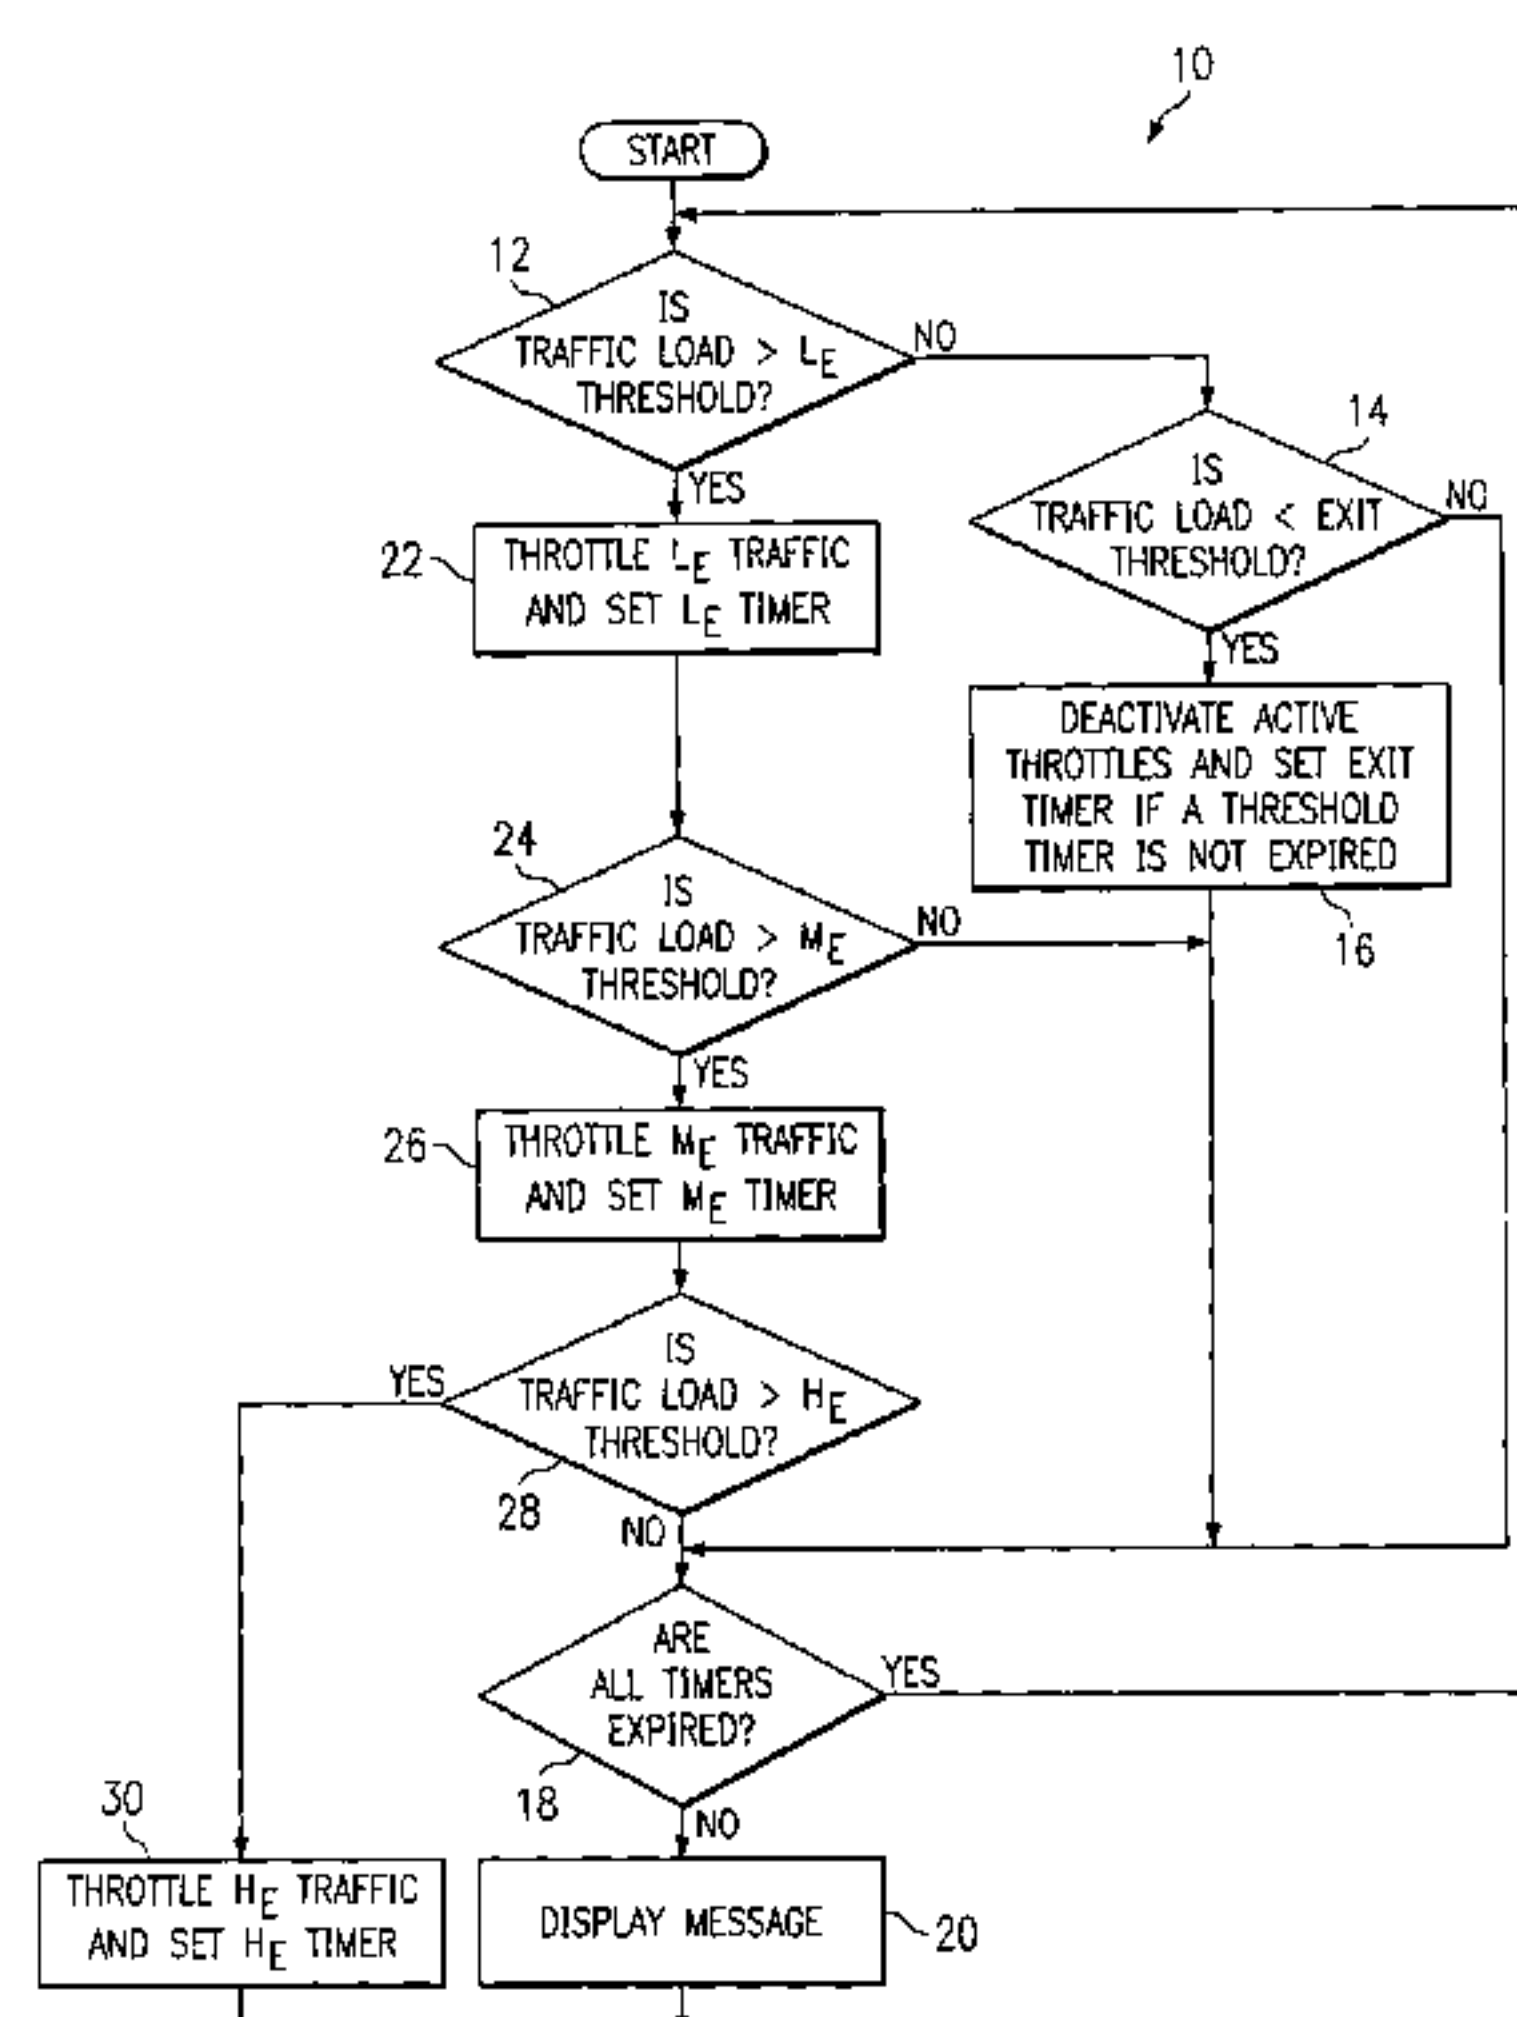 10
START
12
IS
TRAFFIC LOAD > LE
THRESHOLD?
NO
YES
14
IS
TRAFFIC LOAD < EXIT
THRESHOLD?
NO
YES
22
THROTTLE LE TRAFFIC
AND SET LE TIMER
DEACTIVATE ACTIVE
THROTTLES AND SET EXIT
TIMER IF A THRESHOLD
TIMER IS NOT EXPIRED
16
24
IS
TRAFFIC LOAD > ME
THRESHOLD?
NO
YES
26
THROTTLE ME TRAFFIC
AND SET ME TIMER
IS
TRAFFIC LOAD > HE
THRESHOLD?
YES
28
NO
ARE
ALL TIMERS
EXPIRED?
YES
18
NO
30
THROTTLE HE TRAFFIC
AND SET HE TIMER
DISPLAY MESSAGE
20